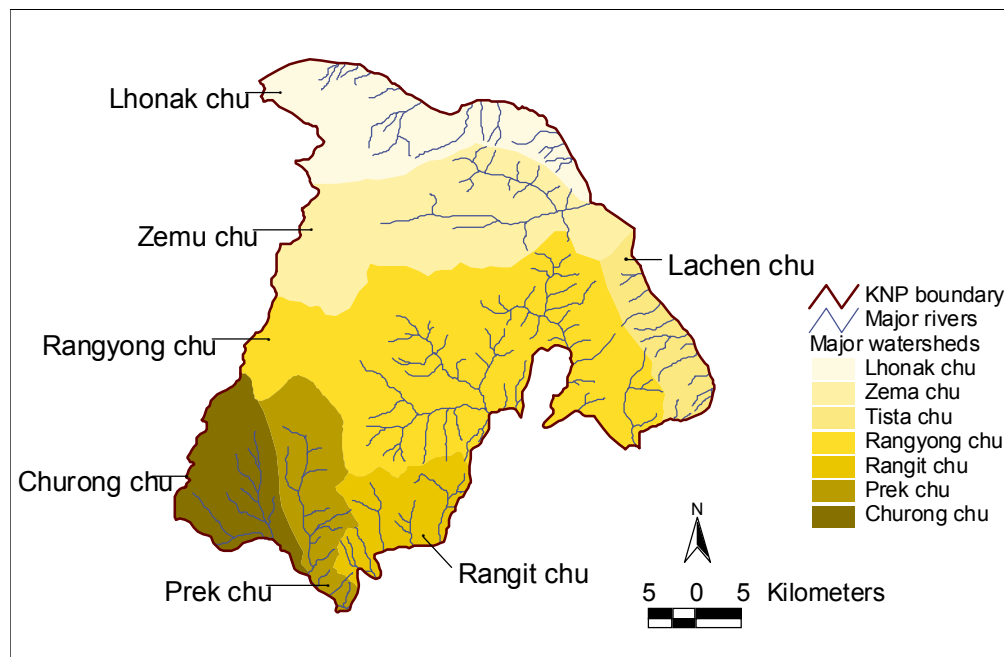 Lhonak chu
Zemu chu
Lachen chu
Rangyong chu
Churong chu
Prek chu
Rangit chu
KNP boundary
Major rivers
Major watersheds
Lhonak chu
Zema chu
Tista chu
Rangyong chu
Rangit chu
Prek chu
Churong chu
N
5 0 5 Kilometers